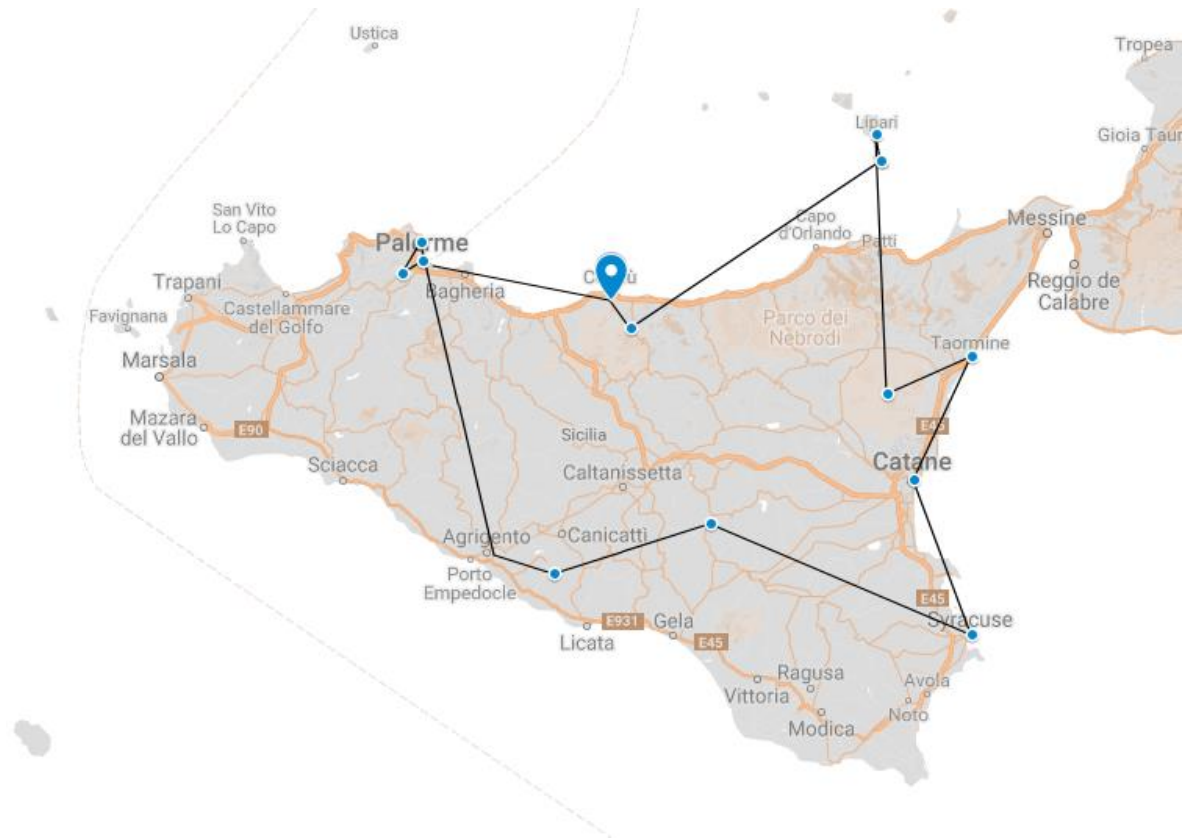 Ustica
Tropea
Lipari
Gioia Taur
San Vito
Lo Capo
Capo
d'Orlando
Messine
Palerme
Patti
Trapani
Bagheria
Reggio de
Calabre
Castellammare
del Golfo
Favignana
Parco dei
Nebrodi
Taormine
Marsala
Mazara
del Vallo
E90
E45
Sicilia
Sciacca
Caltanissetta
Catane
Agrigento
Canicattì
Porto
Empedocle
E45
E931
Gela
Syracuse
Licata
E45
Ragusa
Avola
Vittoria
Noto
Modica